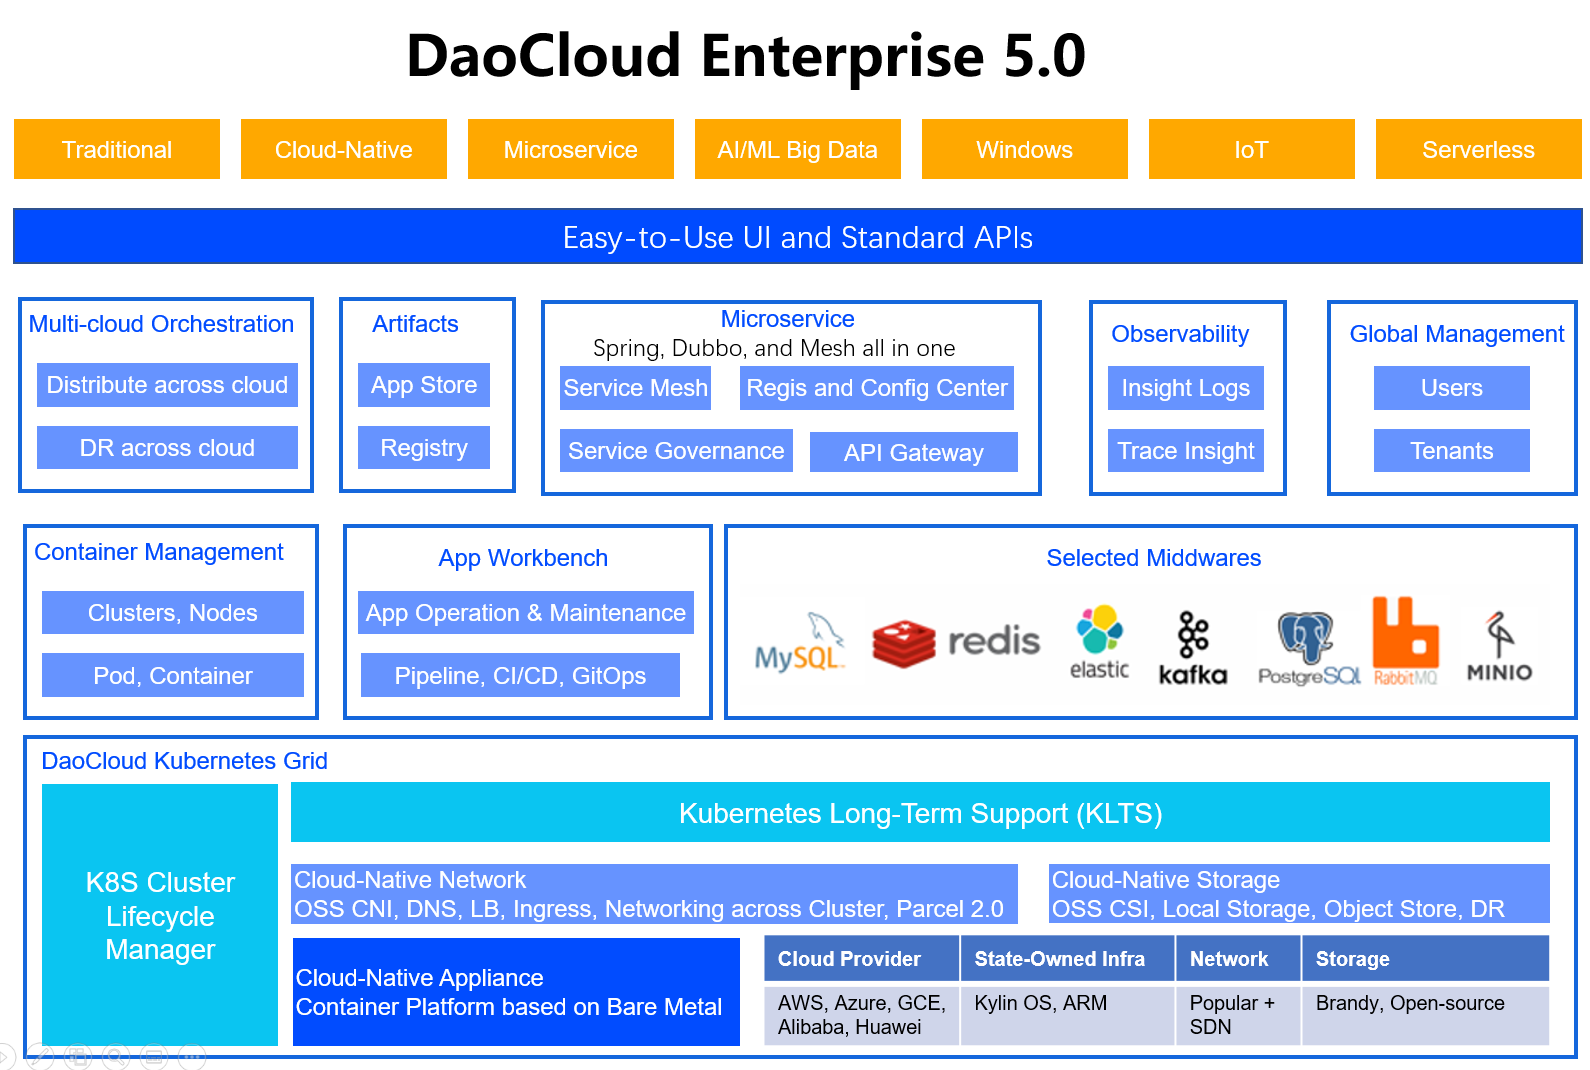 DaoCloud Enterprise 5.0
Traditional
Cloud-Native
Microservice
AI/ML Big Data
Windows
IoT
Serverless
Easy-to-Use UI and Standard APIs
Multi-cloud Orchestration
Distribute across cloud
DR across cloud
Artifacts
App Store
Registry
Microservice
Spring, Dubbo, and Mesh all in one
Service Mesh
Regis and Config Center
Service Governance
API Gateway
Observability
Insight Logs
Trace Insight
Global Management
Users
Tenants
Container Management
Clusters, Nodes
Pod, Container
App Workbench
App Operation & Maintenance
Pipeline, CI/CD, GitOps
Selected Middwares
MySQL
redis
elastic
kafka
PostgreSQL
RabbitMQ
MINIO
DaoCloud Kubernetes Grid
K8S Cluster
Lifecycle
Manager
Kubernetes Long-Term Support (KLTS)
Cloud-Native Network
OSS CNI, DNS, LB, Ingress, Networking across Cluster, Parcel 2.0
Cloud-Native Storage
OSS CSI, Local Storage, Object Store, DR
Cloud-Native Appliance
Container Platform based on Bare Metal
Cloud Provider
State-Owned Infra
Network
Storage
AWS, Azure, GCE,
Alibaba, Huawei
Kylin OS, ARM
Popular +
SDN
Brandy, Open-source